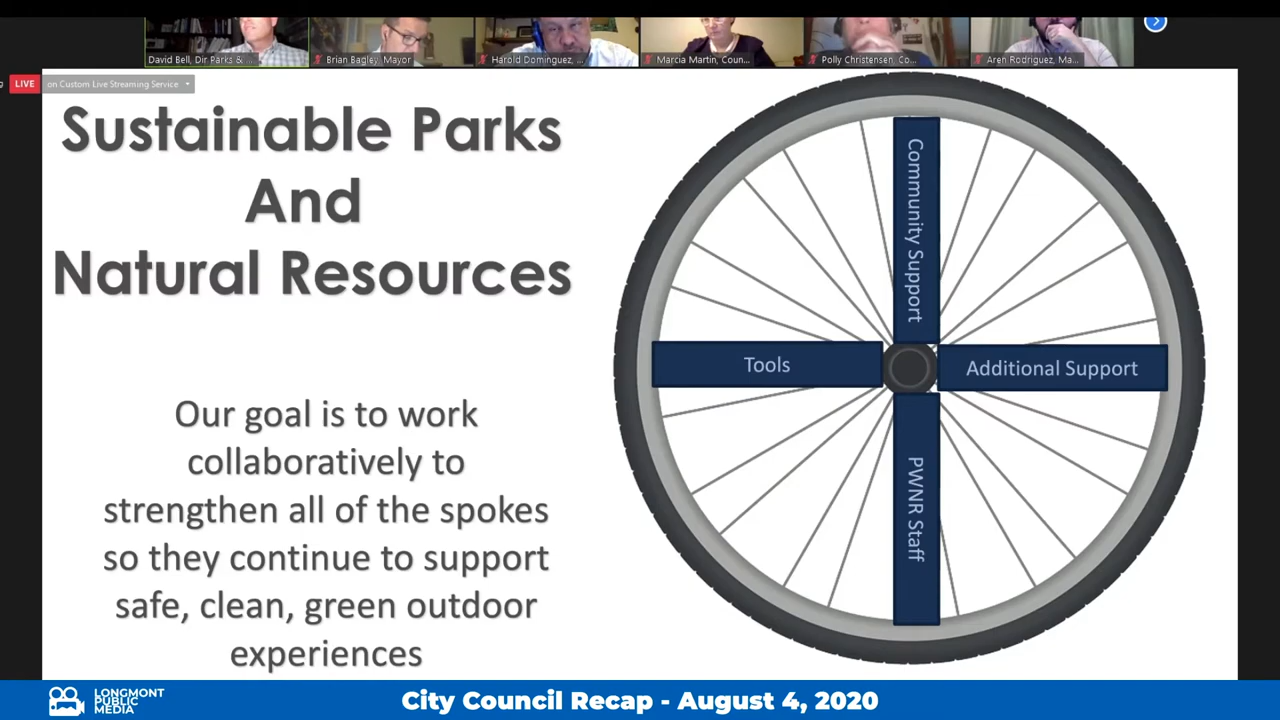 David Bell, Dir Parks & ...
Brian Bagley, Mayor
Harold Dominguez, ...
Marcia Martin, Coun...
Polly Christensen, Co...
Aren Rodriguez, Ma...
LIVE
on Custom Live Streaming Service
Sustainable Parks
And
Natural Resources
Our goal is to work
collaboratively to
strengthen all of the spokes
so they continue to support
safe, clean, green outdoor
experiences
Community Support
Tools
Additional Support
PWNR Staff
LONGMONT
PUBLIC
MEDIA
City Council Recap - August 4, 2020